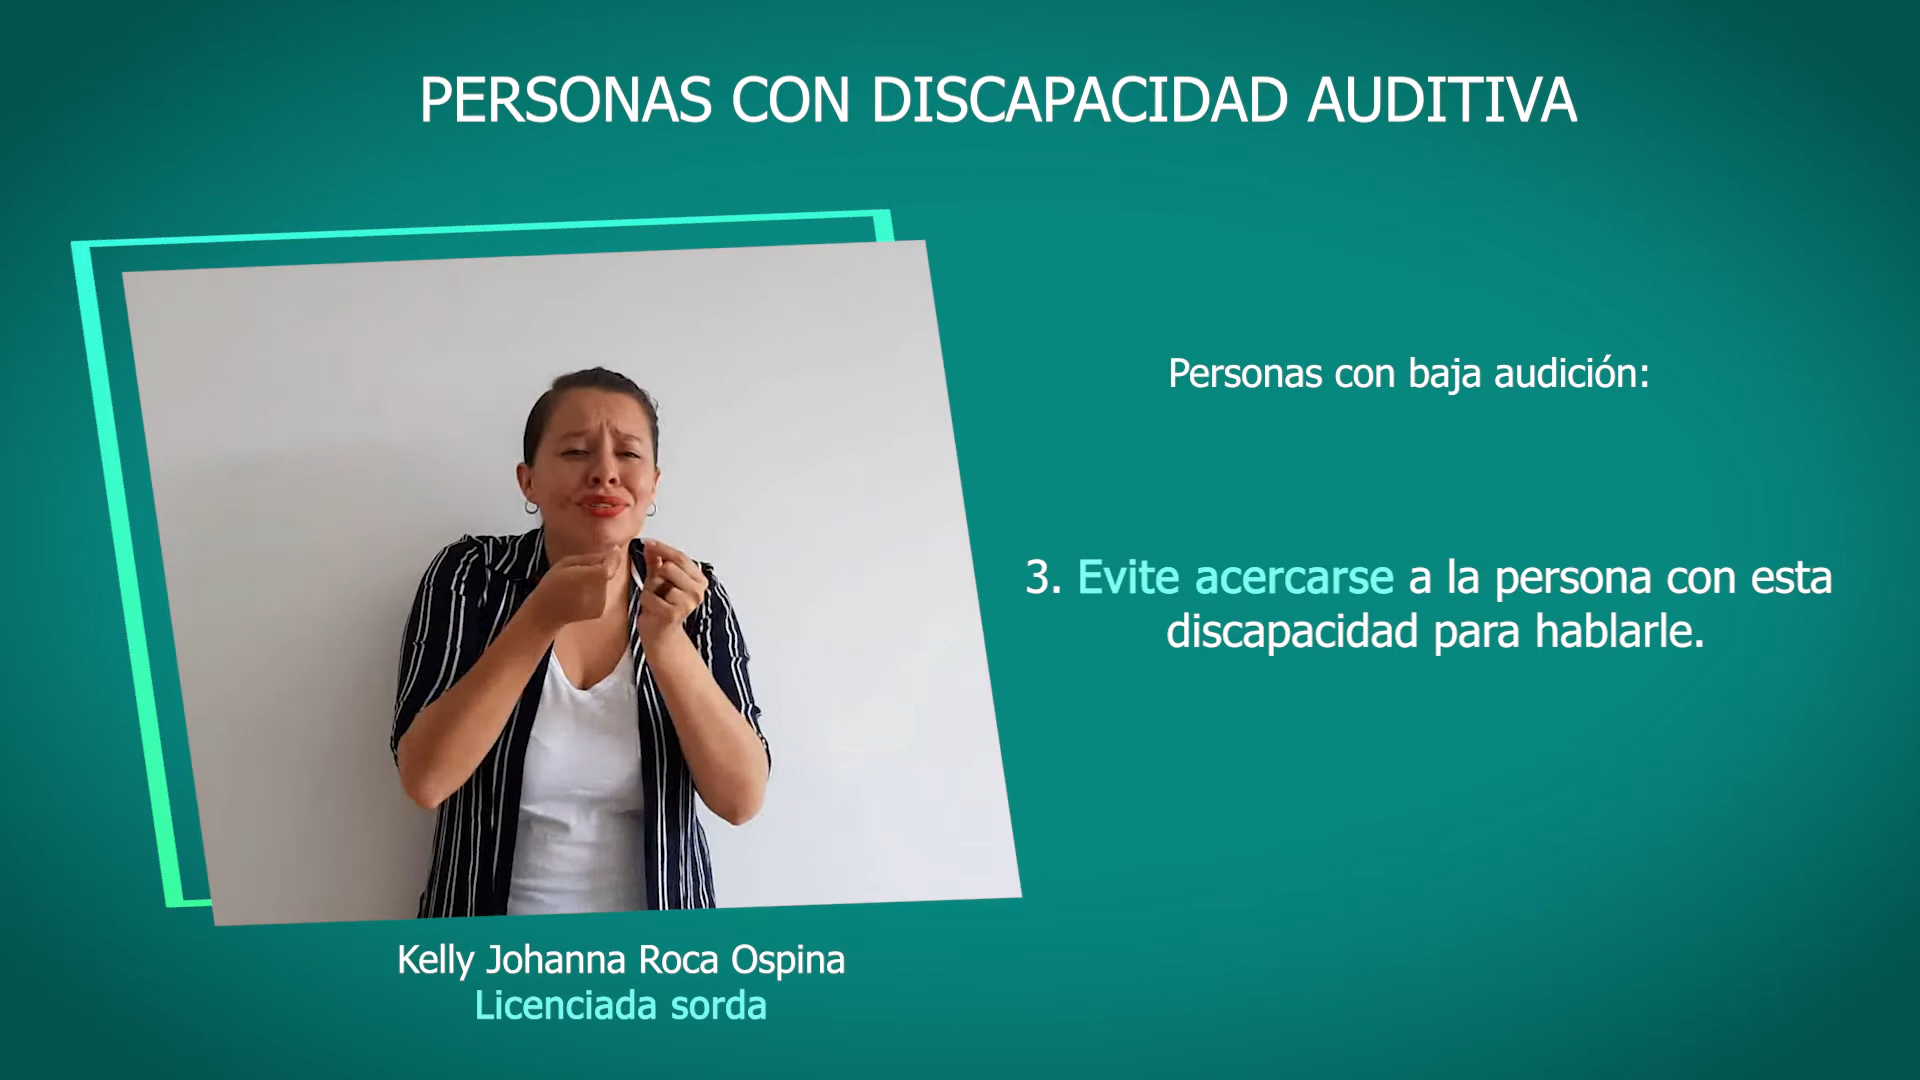 PERSONAS CON DISCAPACIDAD AUDITIVA
Personas con baja audición:
3. Evite acercarse a la persona con esta
discapacidad para hablarle.
Kelly Johanna Roca Ospina
Licenciada sorda